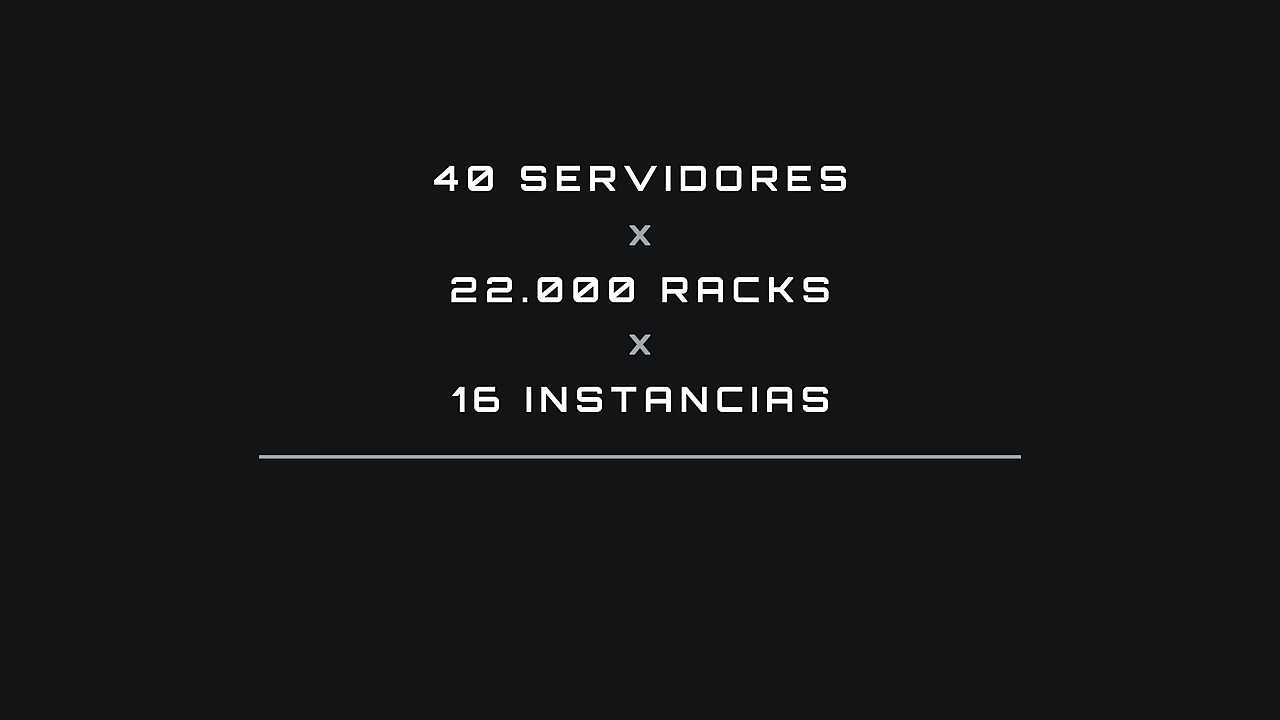 40 SERVIDORES
X
22.000 RACKS
X
16 INSTANCIAS